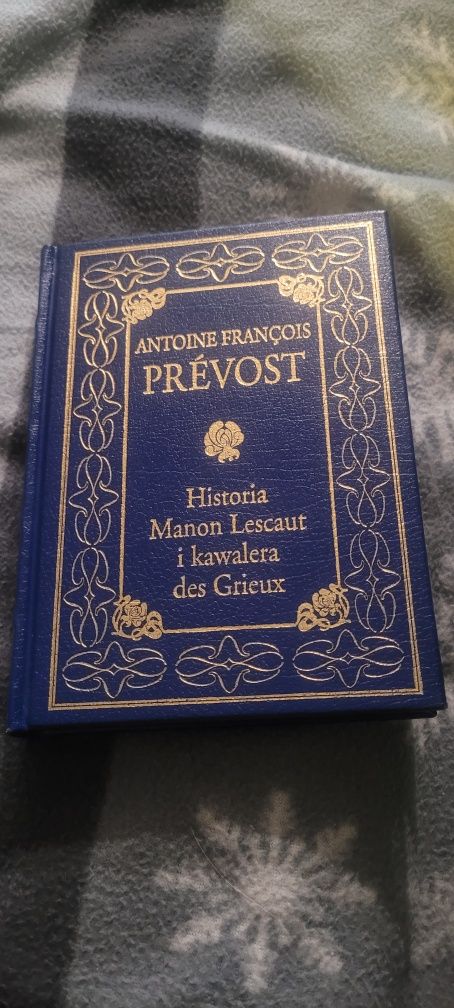 ANTOINE FRANÇOIS
PRÉVOST
Historia
Manon Lescaut
i kawalera
des Grieux